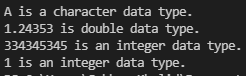 A is a character data type.
1.24353 is double data type.
334345345 is an integer data type.
1 is an integer data type.